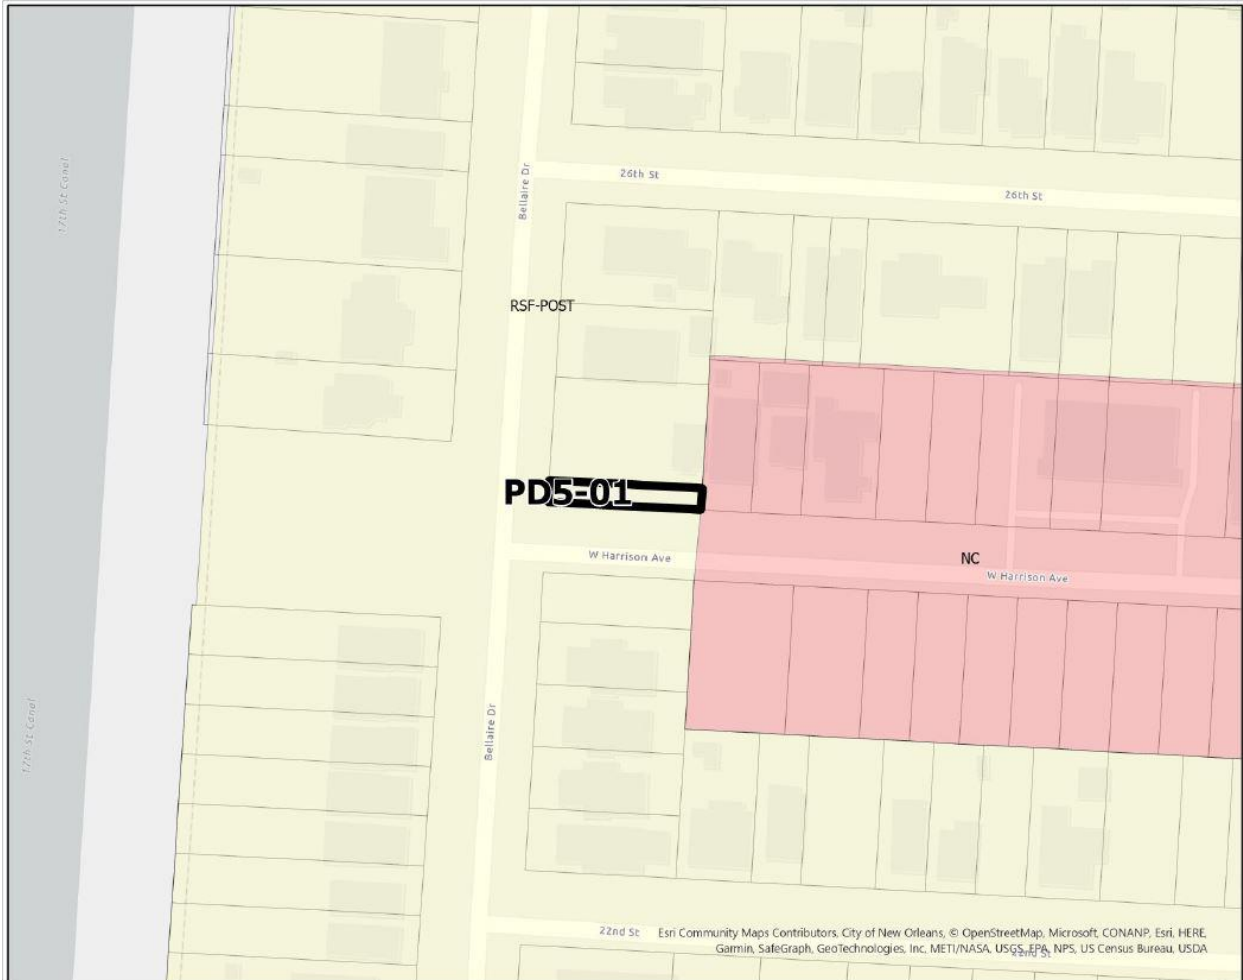 17th St Canal
Bellaire Dr
26th St
26th St
RSF-POST
PD5-01
W Harrison Ave
NC
W Harrison Ave
17th St Canal
Bellaire Dr
22nd St
Esri Community Maps Contributors, City of New Orleans, © OpenStreetMap, Microsoft, CONANP, Esri, HERE,
Garmin, SafeGraph, GeoTechnologies, Inc, METI/NASA, USGS, EPA, NPS, US Census Bureau, USDA
22nd St